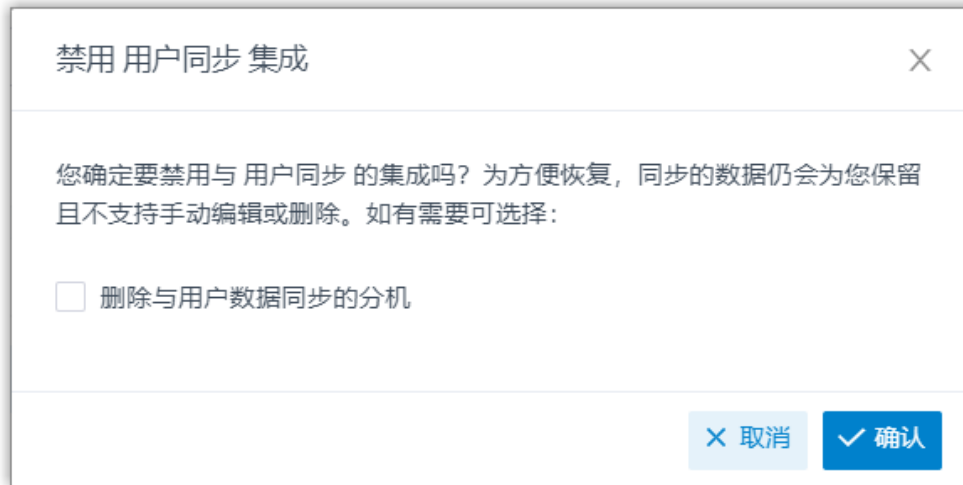 禁用 用户同步 集成
您确定要禁用与 用户同步 的集成吗？为方便恢复，同步的数据仍会为您保留
且不支持手动编辑或删除。如有需要可选择：
删除与用户数据同步的分机
取消
确认